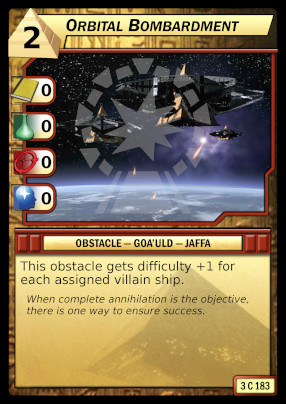 ORBITAL BOMBARDMENT
2
0
0
0
0
OBSTACLE – GOA'ULD – JAFFA
This obstacle gets difficulty +1 for
each assigned villain ship.
When complete annihilation is the objective,
there is one way to ensure success.
3 C 183